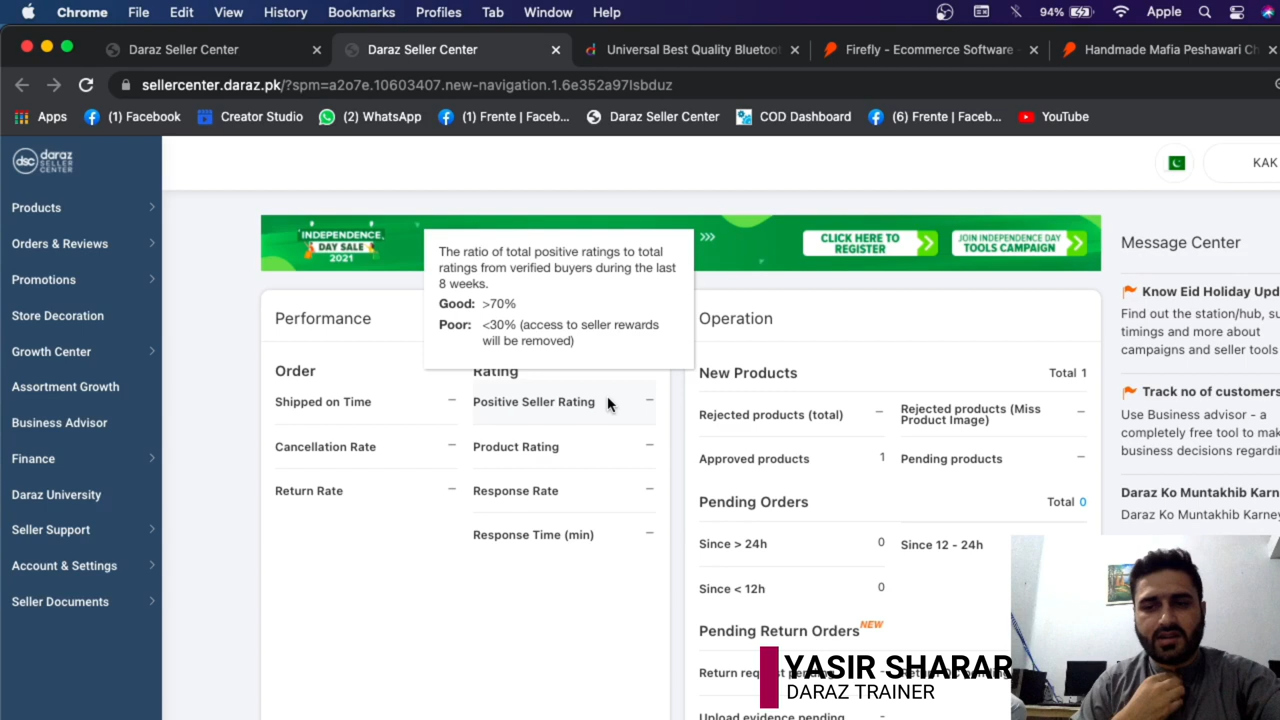 Chrome File Edit View History Bookmarks Profiles Tab Window Help 94% Apple
Daraz Seller Center
Daraz Seller Center
Universal Best Quality Bluetoo
Firefly - Ecommerce Software
Handmade Mafia Peshawari C
sellercenter.daraz.pk/?spm=a2o7e.10603407.new-navigation.1.6e352a97lsbduz
Apps (1) Facebook Creator Studio (2) WhatsApp (1) Frente | Faceb... Daraz Seller Center COD Dashboard (6) Frente | Faceb... YouTube
dsc daraz
SELLER
CENTER
KAK
Products
Orders & Reviews
Promotions
Store Decoration
Growth Center
Assortment Growth
Business Advisor
Finance
Daraz University
Seller Support
Account & Settings
Seller Documents
INDEPENDENCE
DAY SALE
2021
CLICK HERE TO
REGISTER
JOIN INDEPENDENCE DAY
TOOLS CAMPAIGN
The ratio of total positive ratings to total
ratings from verified buyers during the last
8 weeks.
Good: >70%
Poor: <30% (access to seller rewards
will be removed)
Performance
Order
Shipped on Time –
Cancellation Rate –
Return Rate –
Rating
Positive Seller Rating –
Product Rating –
Response Rate –
Response Time (min) –
Operation
New Products Total 1
Rejected products (total) –
Rejected products (Miss
Product Image) –
Approved products 1
Pending products –
Pending Orders Total 0
Since > 24h 0
Since 12 - 24h
Since < 12h 0
Pending Return Orders NEW
Return request pending
Upload evidence pending -
Message Center
Know Eid Holiday Upd
Find out the station/hub, su
timings and more about
campaigns and seller tools
Track no of customers
Use Business advisor - a
completely free tool to mak
business decisions regardi
Daraz Ko Muntakhib Karn
Daraz Ko Muntakhib Karney
YASIR SHARAR
DARAZ TRAINER